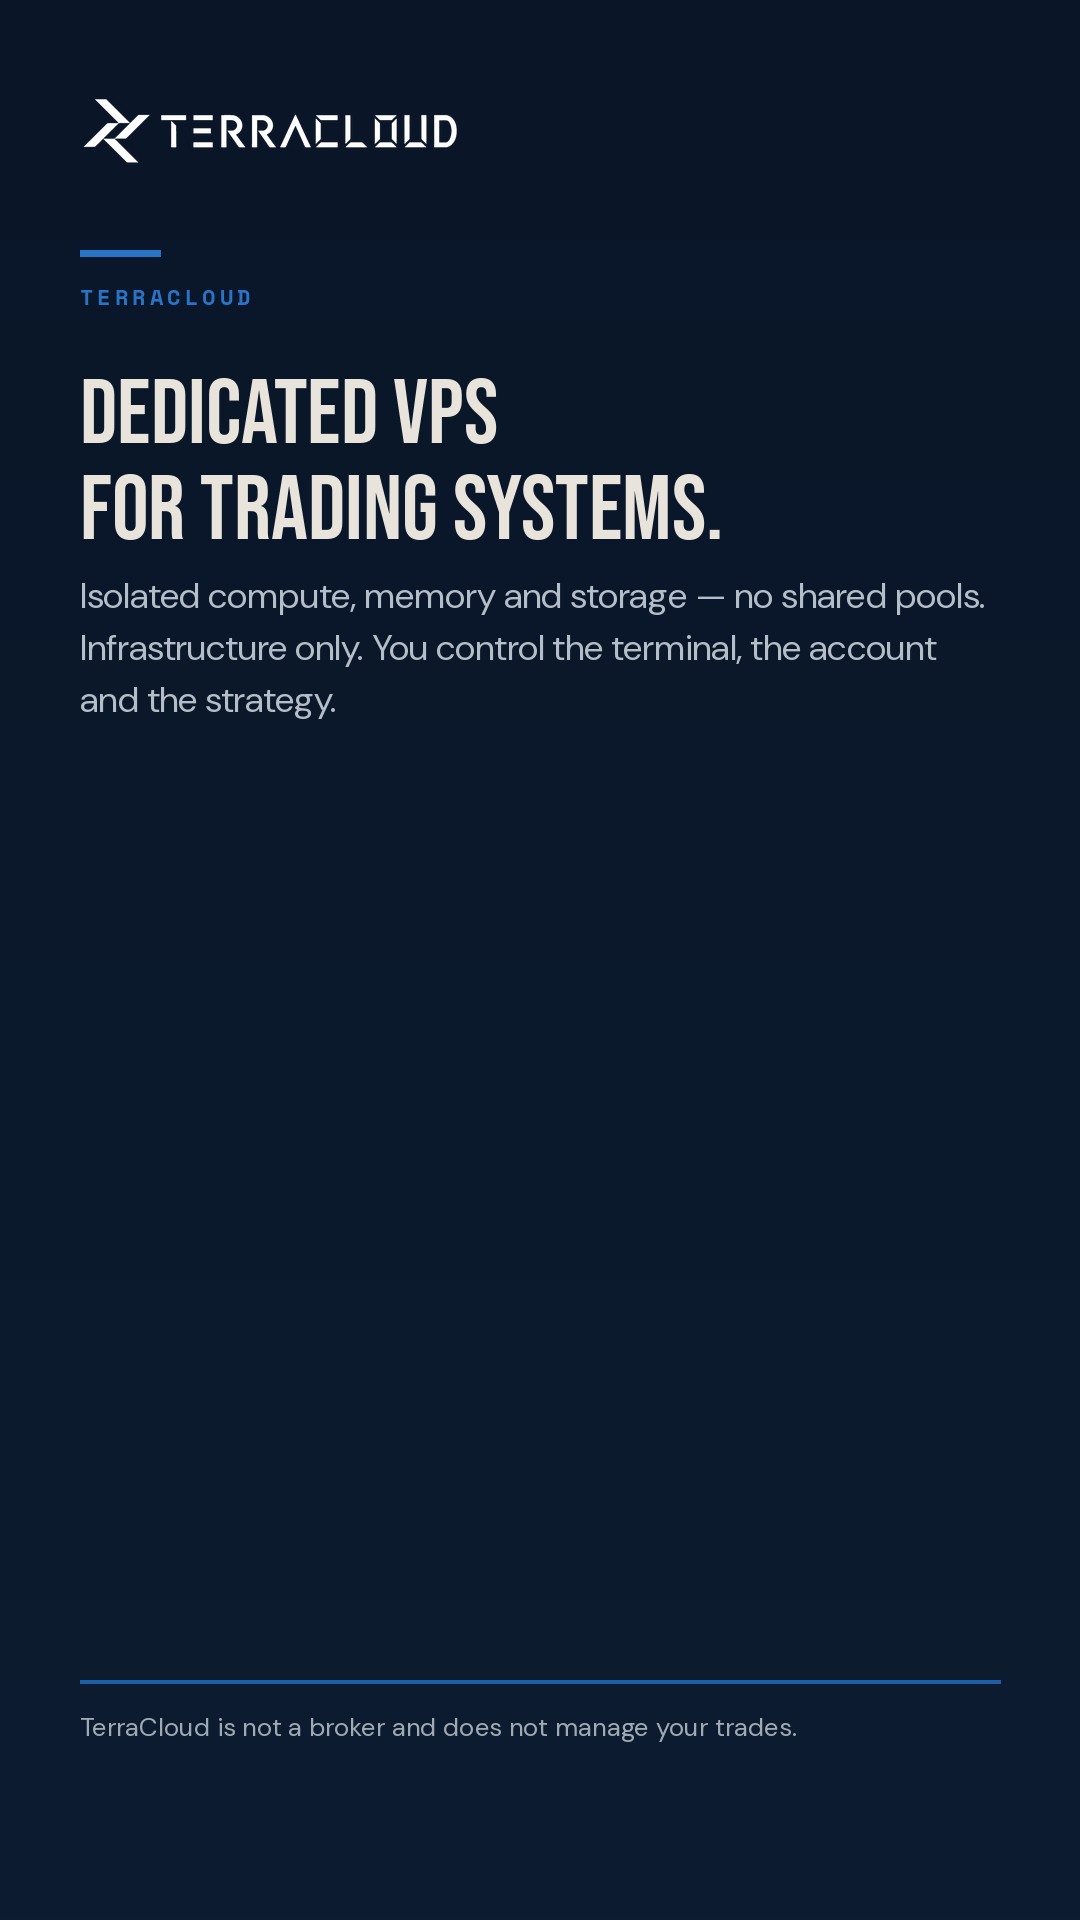 TERRACLOUD
TERRACLOUD
DEDICATED VPS
FOR TRADING SYSTEMS.
Isolated compute, memory and storage — no shared pools.
Infrastructure only. You control the terminal, the account
and the strategy.
TerraCloud is not a broker and does not manage your trades.